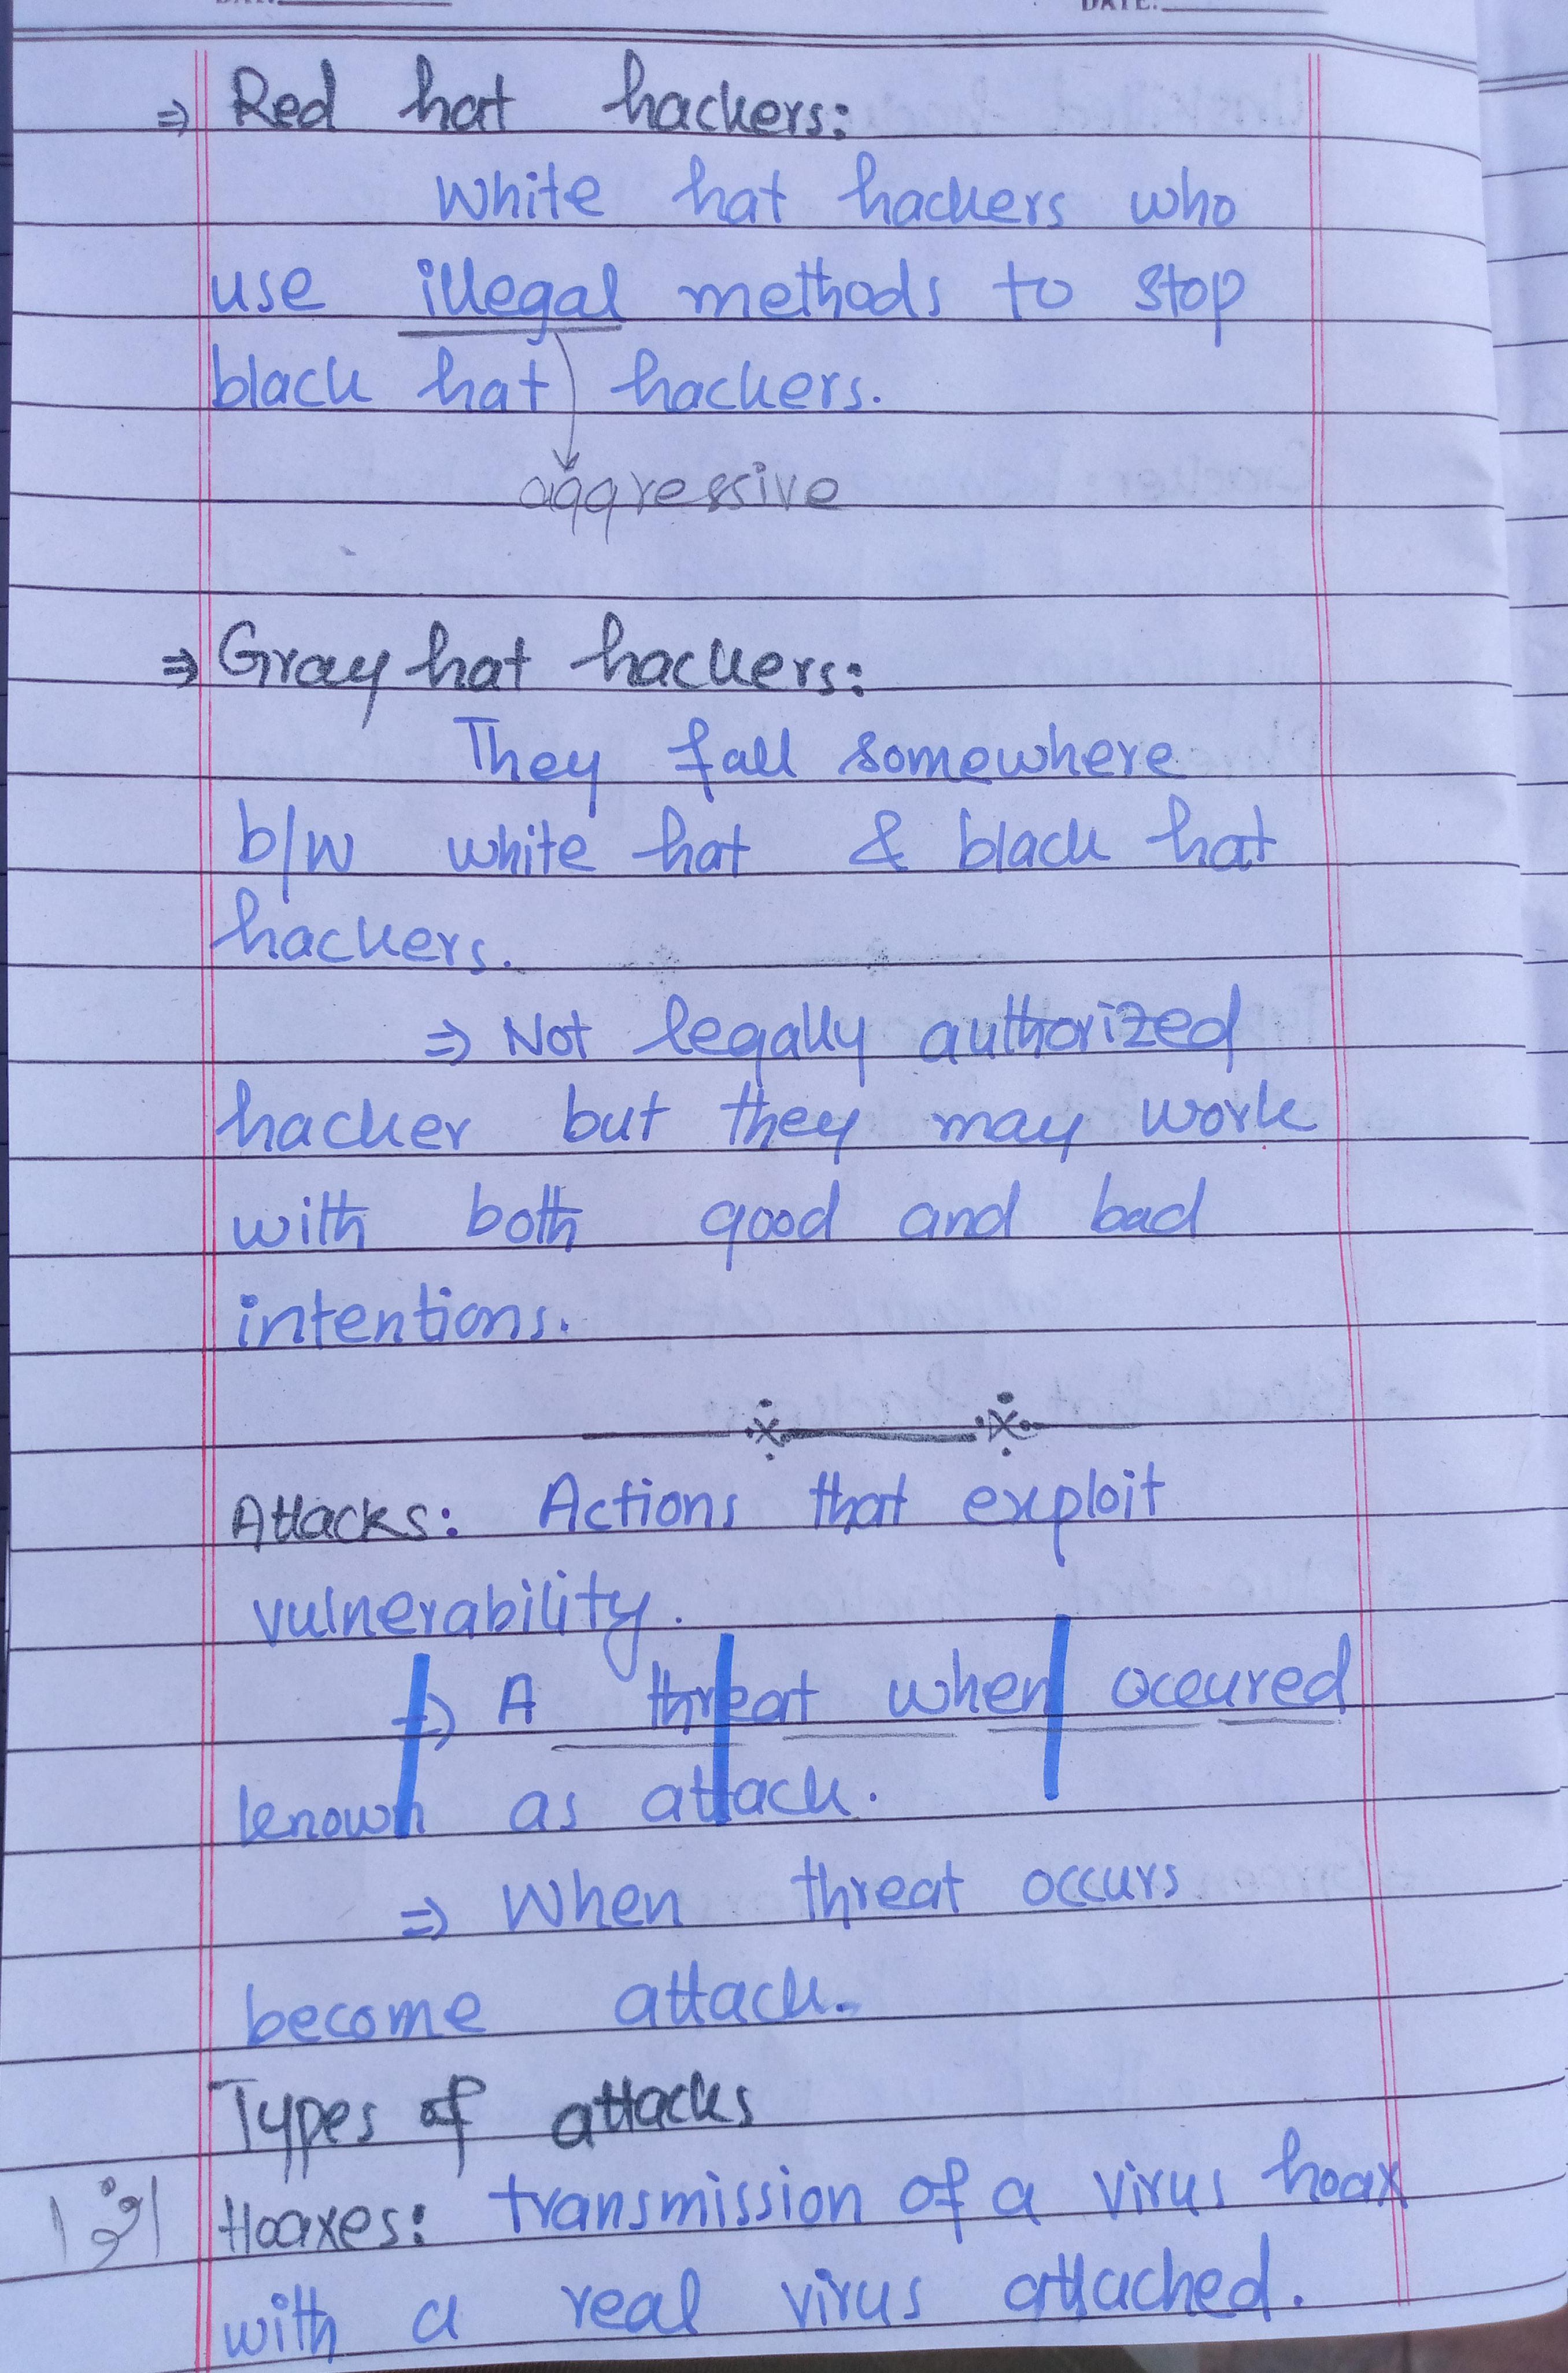 DATE:
⇒ Red hat hackers:
White hat hackers who
use illegal methods to stop
black hat hackers.
aggressive
⇒ Gray hat hackers:
They fall somewhere
b/w white hat & black hat
hackers.
⇒ Not legally authorized
hacker but they may work
with both good and bad
intentions.
Attacks: Actions that exploit
vulnerability.
⇒ A threat when occured
known as attack.
⇒ When threat occurs
become attack.
Types of attacks
افوا Hoaxes: transmission of a virus hoax
with a real virus attached.